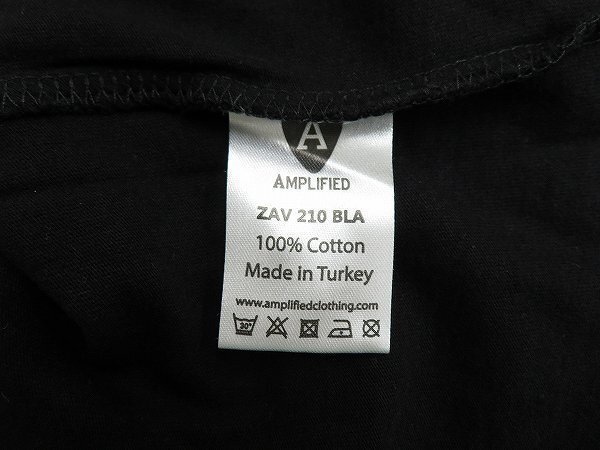 A
AMPLIFIED
ZAV 210 BLA
100% Cotton
Made in Turkey
www.amplifiedclothing.com
30°